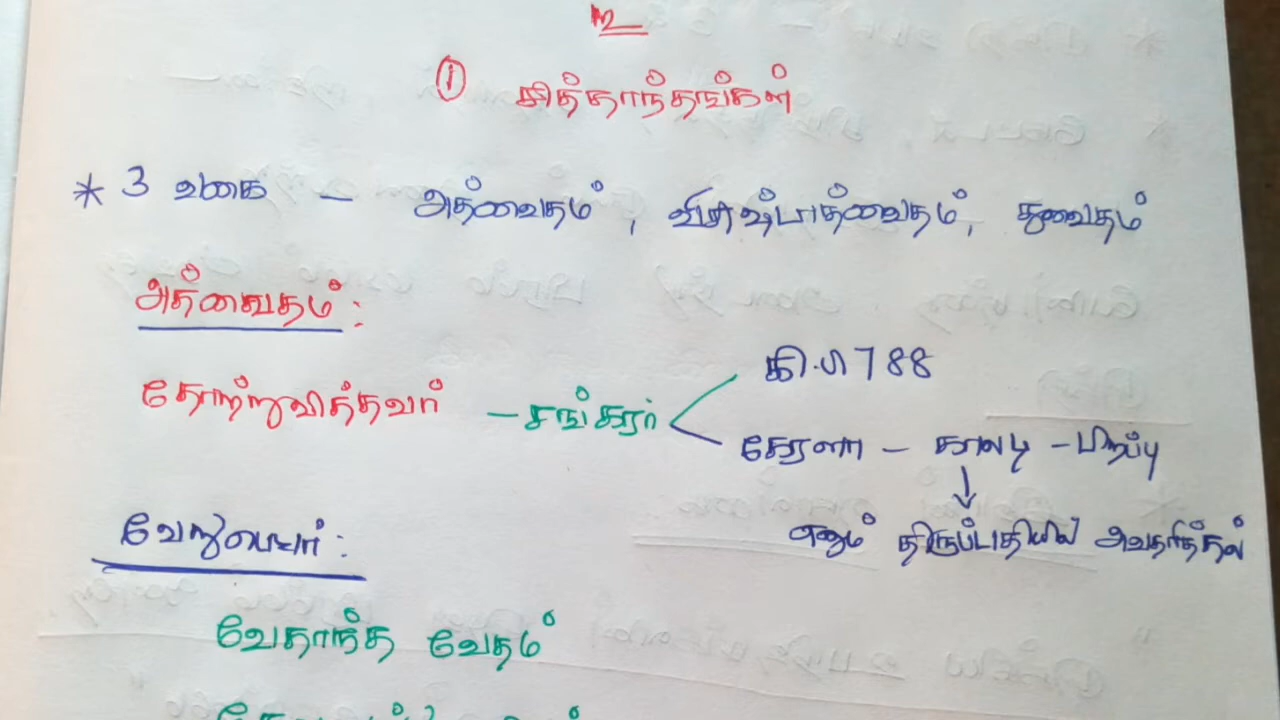 உ
① சித்தாந்தங்கள்
* 3 வகை - அத்வைதம், விசிஷ்டாத்வைதம், துவைதம்
அத்வைதம் :
தோற்றுவித்தவர் - சங்கரர்
கி.பி 788
கேரளா - காலடி - பிறப்பு
எனும் திருப்பதியில் அவதரித்தல்
வேறுபெயர் :
வேதாந்த வேதம்